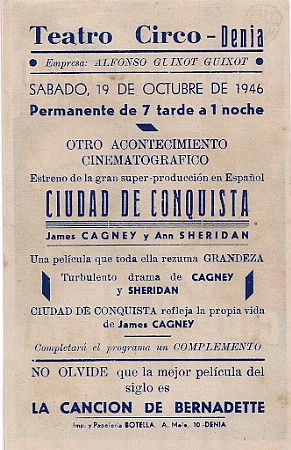 Teatro Circo - Denia
Empresa: ALFONSO GUIXOT GUIXOT
SABADO, 19 DE OCTUBRE DE 1946
Permanente de 7 tarde a 1 noche
OTRO ACONTECIMIENTO
CINEMATOGRAFICO
Estreno de la gran super-producción en Español
CIUDAD DE CONQUISTA
James CAGNEY y Ann SHERIDAN
Una película que toda ella rezuma GRANDEZA
Turbulento drama de CAGNEY
y SHERIDAN
CIUDAD DE CONQUISTA refleja la propia vida
de James CAGNEY
Completará el programa un COMPLEMENTO
NO OLVIDE que la mejor película del
siglo es
LA CANCION DE BERNADETTE
Imp. y Papelería BOTELLA. A. Mele, 10 -DENIA